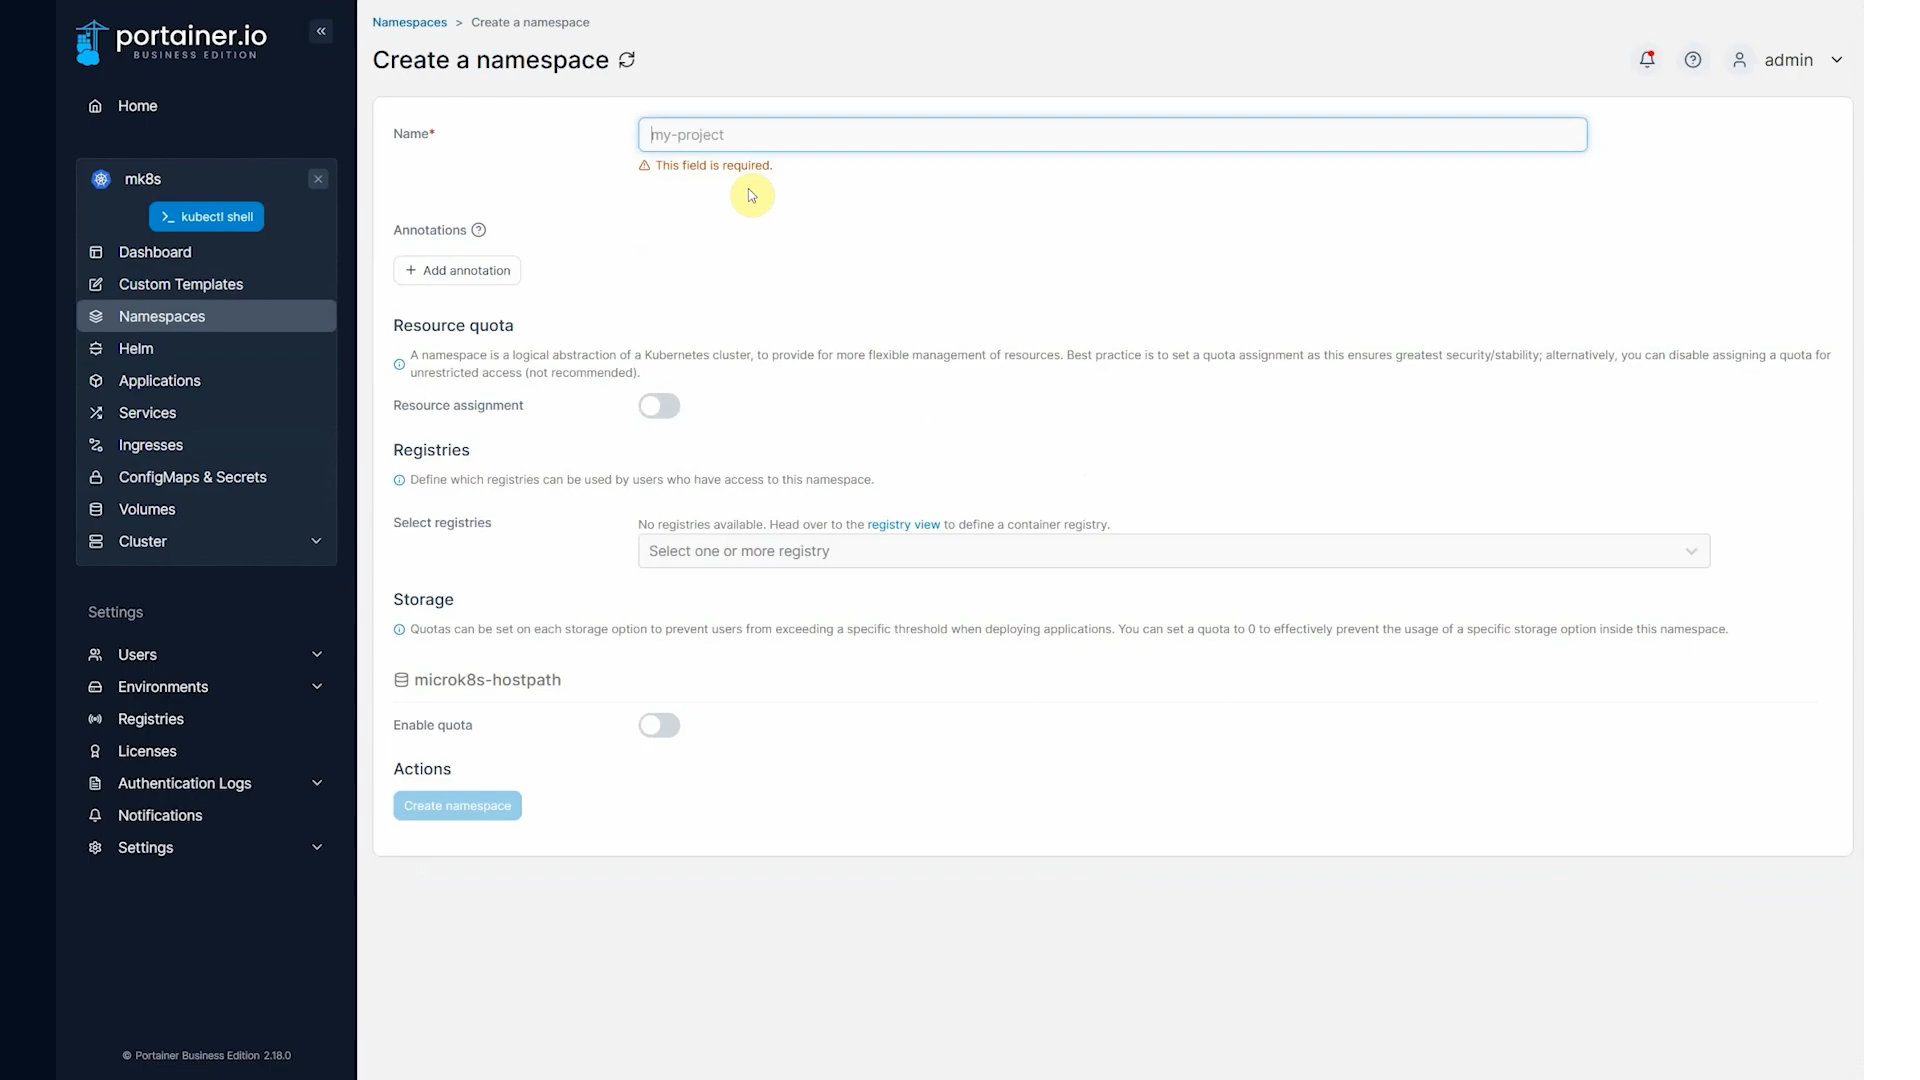 portainer.io
BUSINESS EDITION
Home
mk8s
kubectl shell
Dashboard
Custom Templates
Namespaces
Helm
Applications
Services
Ingresses
ConfigMaps & Secrets
Volumes
Cluster
Settings
Users
Environments
Registries
Licenses
Authentication Logs
Notifications
Settings
© Portainer Business Edition 2.18.0
Namespaces > Create a namespace
Create a namespace
admin
Name*
my-project
This field is required.
Annotations
+ Add annotation
Resource quota
A namespace is a logical abstraction of a Kubernetes cluster, to provide for more flexible management of resources. Best practice is to set a quota assignment as this ensures greatest security/stability; alternatively, you can disable assigning a quota for
unrestricted access (not recommended).
Resource assignment
Registries
Define which registries can be used by users who have access to this namespace.
Select registries
No registries available. Head over to the registry view to define a container registry.
Select one or more registry
Storage
Quotas can be set on each storage option to prevent users from exceeding a specific threshold when deploying applications. You can set a quota to 0 to effectively prevent the usage of a specific storage option inside this namespace.
microk8s-hostpath
Enable quota
Actions
Create namespace